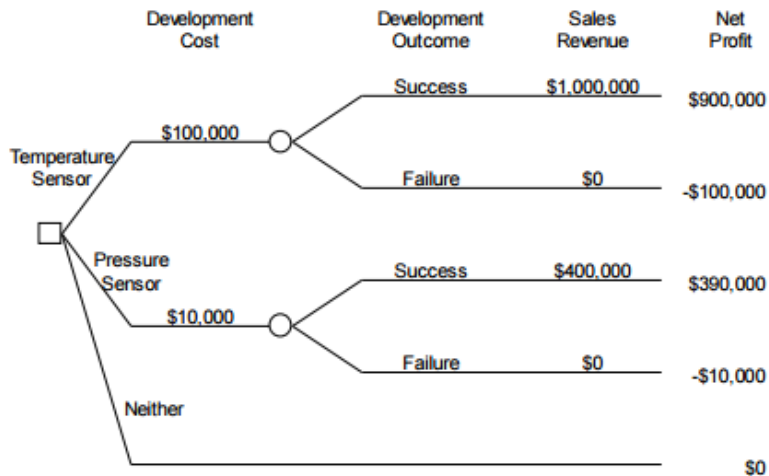 Development Cost
Development Outcome
Sales Revenue
Net Profit
Success
$1,000,000
$900,000
$100,000
Temperature Sensor
Failure
$0
-$100,000
Pressure Sensor
Success
$400,000
$390,000
$10,000
Failure
$0
-$10,000
Neither
$0